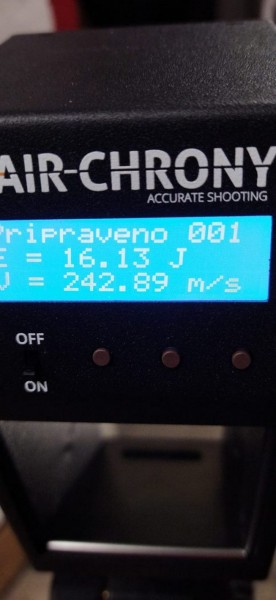 AIR-CHRONY
ACCURATE SHOOTING
Pripraveno 001
E = 16.13 J
V = 242.89 m/s
OFF
ON